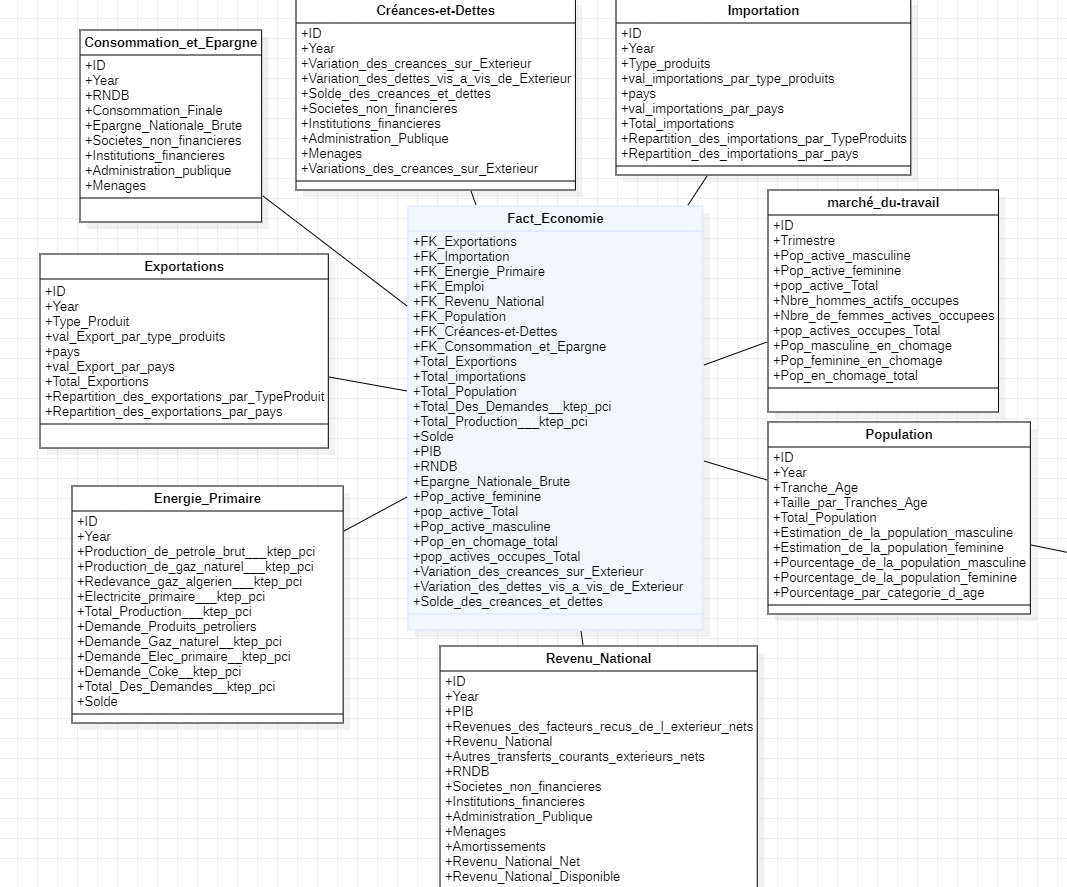 Consommation_et_Epargne
+ID
+Year
+RNDB
+Consommation_Finale
+Epargne_Nationale_Brute
+Societes_non_financieres
+Institutions_financieres
+Administration_publique
+Menages
Créances-et-Dettes
+ID
+Year
+Variation_des_creances_sur_Exterieur
+Variation_des_dettes_vis_a_vis_de_Exterieur
+Solde_des_creances_et_dettes
+Societes_non_financieres
+Institutions_financieres
+Administration_Publique
+Menages
+Variations_des_creances_sur_Exterieur
Importation
+ID
+Year
+Type_produits
+val_importations_par_type_produits
+pays
+val_importations_par_pays
+Total_importations
+Repartition_des_importations_par_TypeProduits
+Repartition_des_importations_par_pays
Exportations
+ID
+Year
+Type_Produit
+val_Export_par_type_produits
+pays
+val_Export_par_pays
+Total_Exportions
+Repartition_des_exportations_par_TypeProduit
+Repartition_des_exportations_par_pays
Fact_Economie
+FK_Exportations
+FK_Importation
+FK_Energie_Primaire
+FK_Emploi
+FK_Revenu_National
+FK_Population
+FK_Créances-et-Dettes
+FK_Consommation_et_Epargne
+Total_Exportions
+Total_importations
+Total_Population
+Total_Des_Demandes__ktep_pci
+Total_Production___ktep_pci
+Solde
+PIB
+RNDB
+Epargne_Nationale_Brute
+Pop_active_feminine
+pop_active_Total
+Pop_active_masculine
+Pop_en_chomage_total
+pop_actives_occupes_Total
+Variation_des_creances_sur_Exterieur
+Variation_des_dettes_vis_a_vis_de_Exterieur
+Solde_des_creances_et_dettes
marché_du-travail
+ID
+Trimestre
+Pop_active_masculine
+Pop_active_feminine
+pop_active_Total
+Nbre_hommes_actifs_occupes
+Nbre_de_femmes_actives_occupees
+pop_actives_occupes_Total
+Pop_masculine_en_chomage
+Pop_feminine_en_chomage
+Pop_en_chomage_total
Energie_Primaire
+ID
+Year
+Production_de_petrole_brut___ktep_pci
+Production_de_gaz_naturel___ktep_pci
+Redevance_gaz_algerien___ktep_pci
+Electricite_primaire___ktep_pci
+Total_Production___ktep_pci
+Demande_Produits_petroliers
+Demande_Gaz_naturel__ktep_pci
+Demande_Elec_primaire__ktep_pci
+Demande_Coke__ktep_pci
+Total_Des_Demandes__ktep_pci
+Solde
Population
+ID
+Year
+Tranche_Age
+Taille_par_Tranches_Age
+Total_Population
+Estimation_de_la_population_masculine
+Estimation_de_la_population_feminine
+Pourcentage_de_la_population_masculine
+Pourcentage_de_la_population_feminine
+Pourcentage_par_categorie_d_age
Revenu_National
+ID
+Year
+PIB
+Revenues_des_facteurs_recus_de_l_exterieur_nets
+Revenu_National
+Autres_transferts_courants_exterieurs_nets
+RNDB
+Societes_non_financieres
+Institutions_financieres
+Administration_Publique
+Menages
+Amortissements
+Revenu_National_Net
+Revenu_National_Disponible